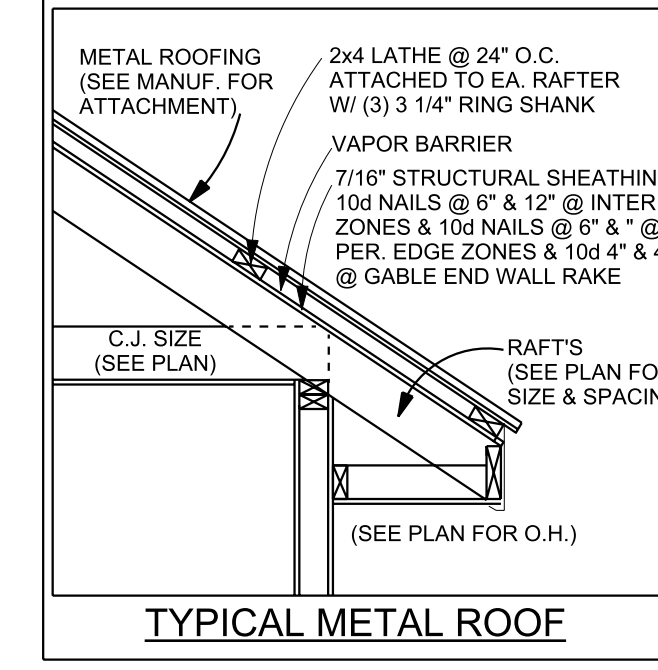 METAL ROOFING
(SEE MANUF. FOR
ATTACHMENT)
2x4 LATHE @ 24" O.C.
ATTACHED TO EA. RAFTER
W/ (3) 3 1/4" RING SHANK
VAPOR BARRIER
7/16" STRUCTURAL SHEATHIN
10d NAILS @ 6" & 12" @ INTER
ZONES & 10d NAILS @ 6" & " @
PER. EDGE ZONES & 10d 4" & 4
@ GABLE END WALL RAKE
C.J. SIZE
(SEE PLAN)
RAFT'S
(SEE PLAN FO
SIZE & SPACIN
(SEE PLAN FOR O.H.)
TYPICAL METAL ROOF